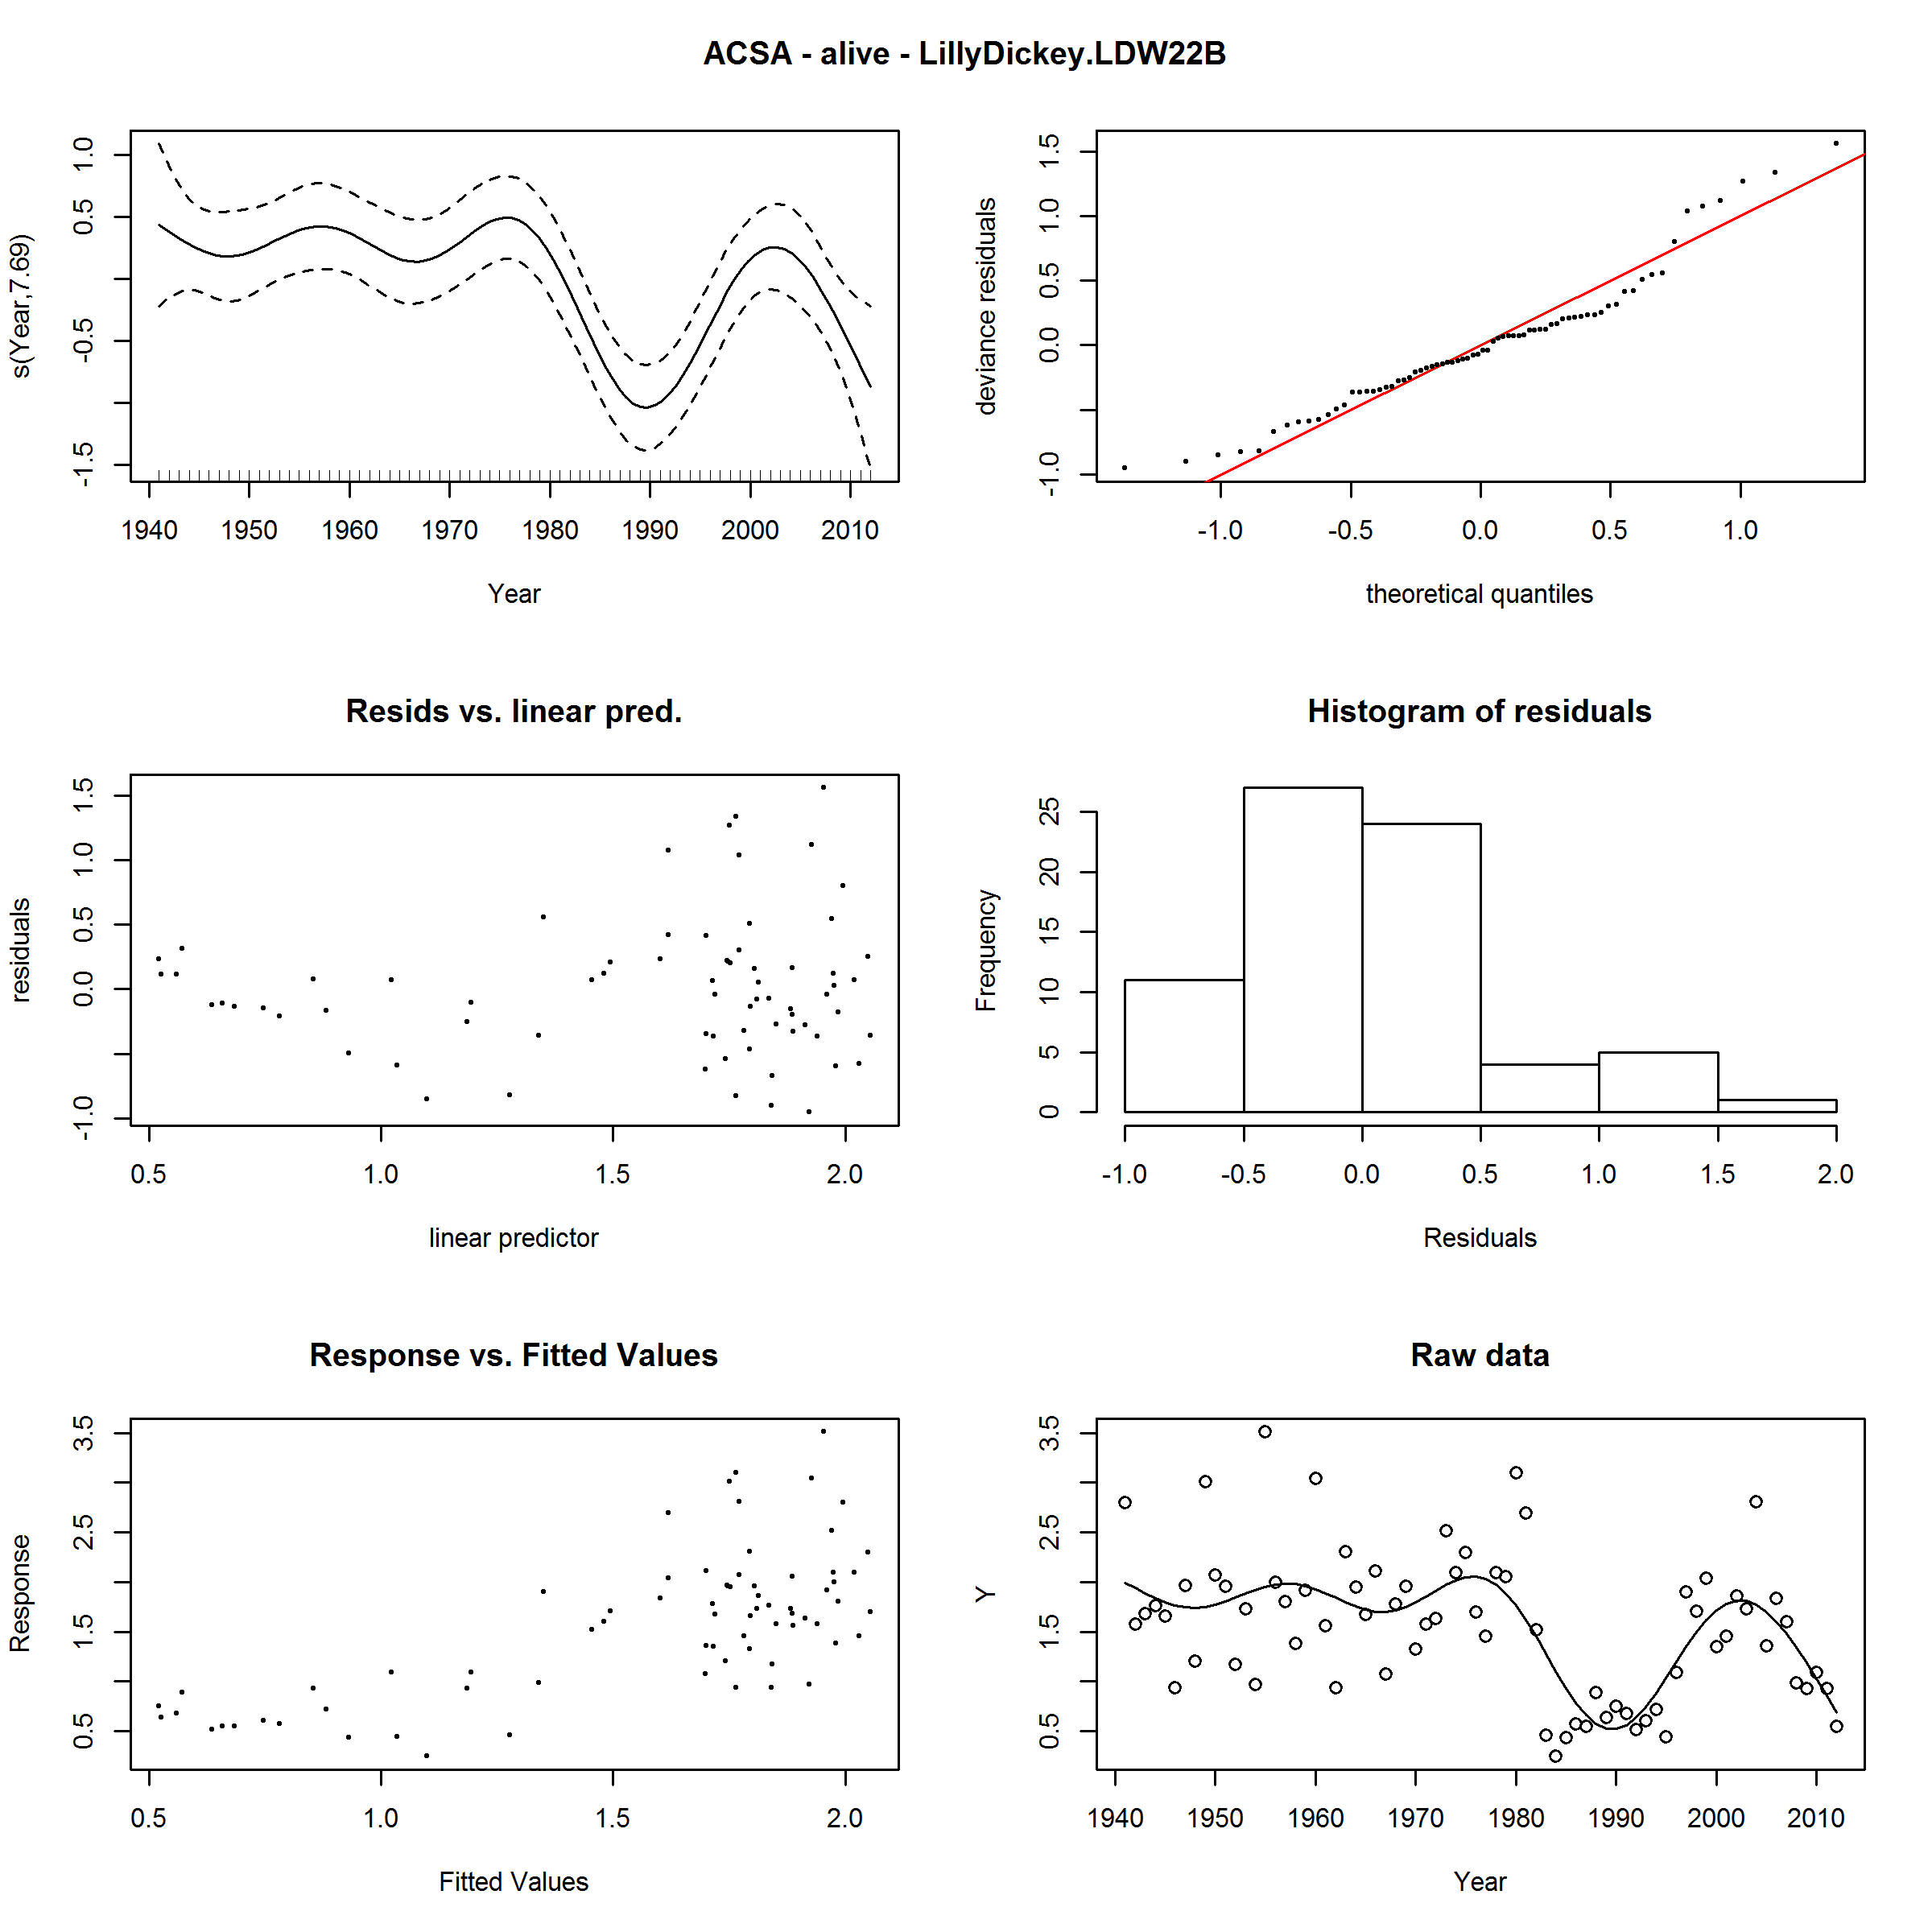 ACSA - alive - LillyDickey.LDW22B
s(Year,7.69)
1.0
0.5
-0.5
-1.5
1940 1950 1960 1970 1980 1990 2000 2010
Year
deviance residuals
1.5
1.0
0.5
0.0
-1.0
-1.0 -0.5 0.0 0.5 1.0
theoretical quantiles
Resids vs. linear pred.
residuals
1.5
1.0
0.5
0.0
-1.0
0.5 1.0 1.5 2.0
linear predictor
Histogram of residuals
Frequency
25
20
15
10
5
0
-1.0 -0.5 0.0 0.5 1.0 1.5 2.0
Residuals
Response vs. Fitted Values
Response
3.5
2.5
1.5
0.5
0.5 1.0 1.5 2.0
Fitted Values
Raw data
Y
3.5
2.5
1.5
0.5
1940 1950 1960 1970 1980 1990 2000 2010
Year